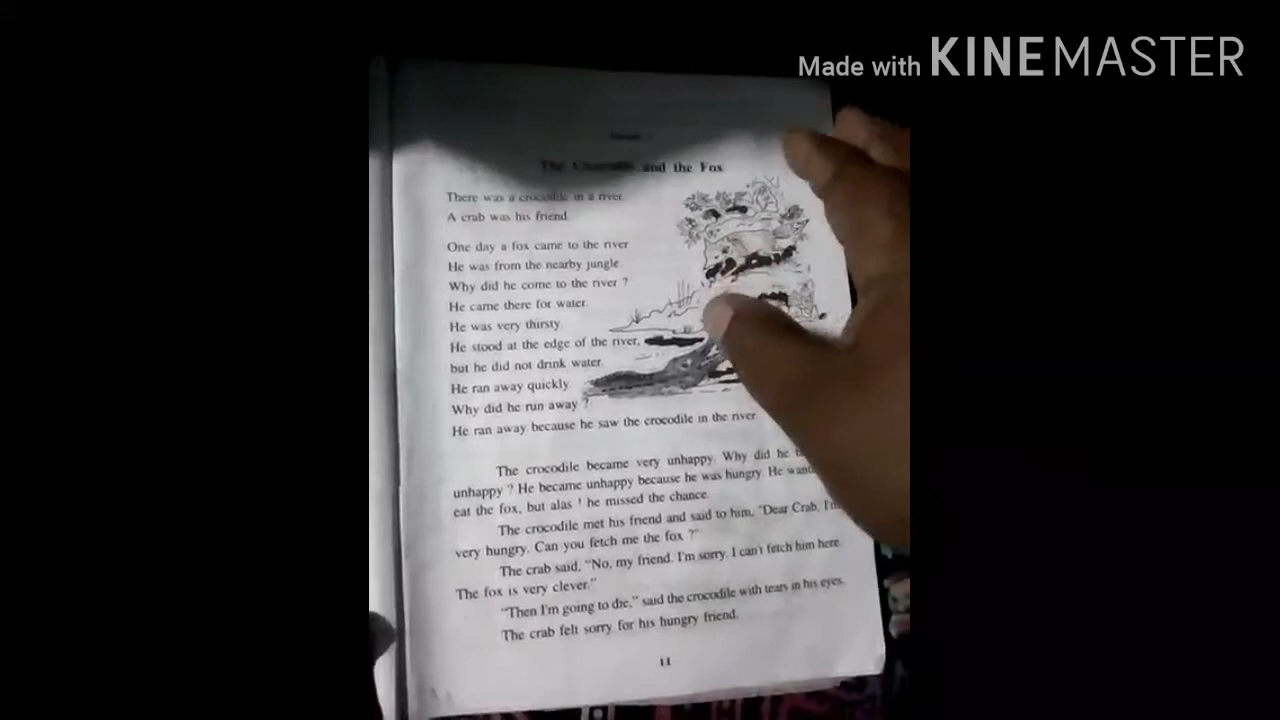 Made with KINEMASTER
The Crocodile and the Fox
There was a crocodile in a river.
A crab was his friend.
One day a fox came to the river
He was from the nearby jungle
Why did he come to the river ?
He came there for water.
He was very thirsty
He stood at the edge of the river,
but he did not drink water.
He ran away quickly.
Why did he run away ?
He ran away because he saw the crocodile in the river
The crocodile became very unhappy. Why did he
unhappy ? He became unhappy because he was hungry. He
eat the fox, but alas ! he missed the chance.
The crocodile met his friend and said to him, "Dear Crab, I'm
very hungry. Can you fetch me the fox ?"
The crab said, "No, my friend. I'm sorry. I can't fetch him here.
The fox is very clever."
"Then I'm going to die," said the crocodile with tears in his eyes.
The crab felt sorry for his hungry friend.
11